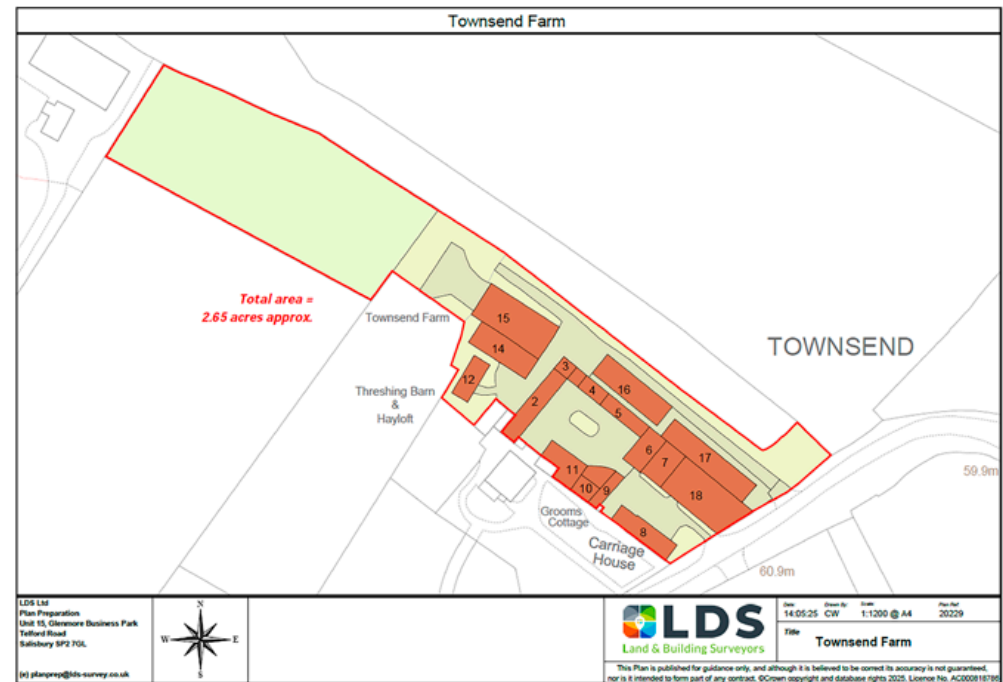 Townsend Farm
Total area =
2.65 acres approx.
Townsend Farm
15
14
12
Threshing Barn
&
Hayloft
TOWNSEND
3
4
16
5
2
6
7
17
18
11
10
9
8
Grooms
Cottage
Carriage
House
59.9m
60.9m
LDS Ltd
Plan Preparation
Unit 15, Glenmore Business Park
Telford Road
Salisbury SP2 7GL
(e) planprep@lds-survey.co.uk
N
W
E
S
LDS
Land & Building Surveyors
Date
Drawn By
Scale
Plan Ref
14:05:25
CW
1:1200 @ A4
20229
Title
Townsend Farm
This Plan is published for guidance only, and although it is believed to be correct its accuracy is not guaranteed,
nor is it intended to form part of any contract. ©Crown copyright and database rights 2025. Licence No. AC000818786